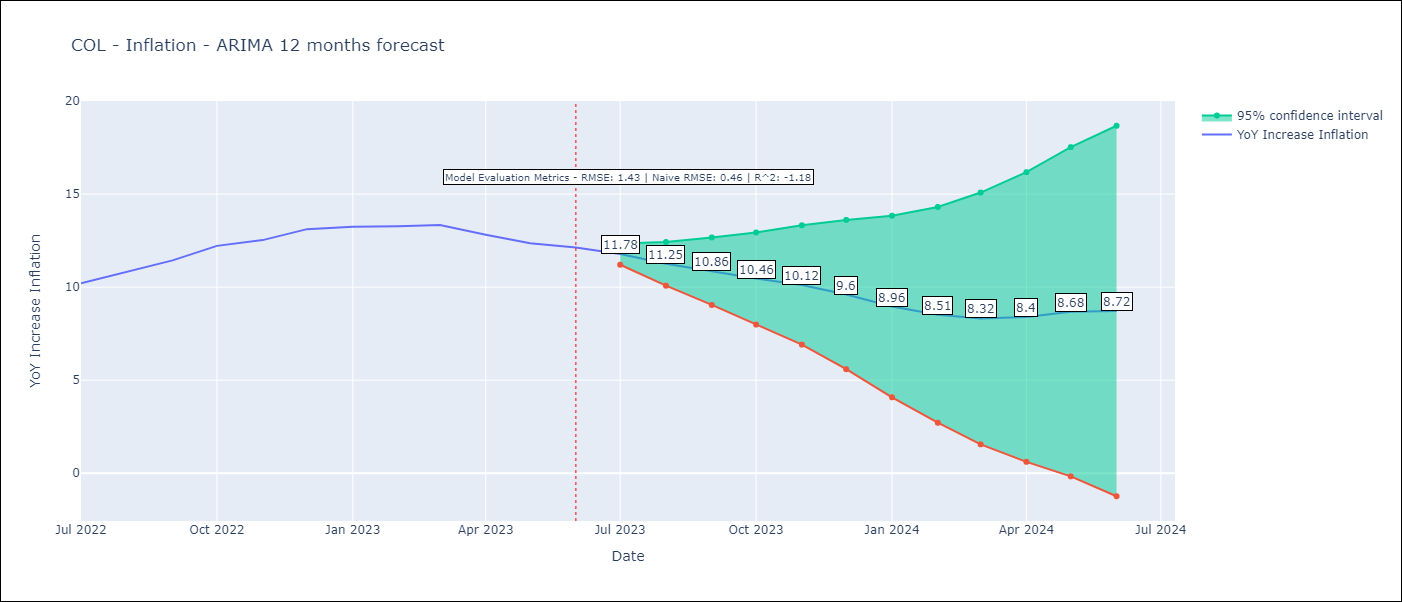 COL - Inflation - ARIMA 12 months forecast
95% confidence interval
YoY Increase Inflation
Model Evaluation Metrics - RMSE: 1.43 | Naive RMSE: 0.46 | R^2: -1.18
YoY Increase Inflation
20
15
10
5
0
11.78
11.25
10.86
10.46
10.12
9.6
8.96
8.51
8.32
8.4
8.68
8.72
Jul 2022
Oct 2022
Jan 2023
Apr 2023
Jul 2023
Oct 2023
Jan 2024
Apr 2024
Jul 2024
Date